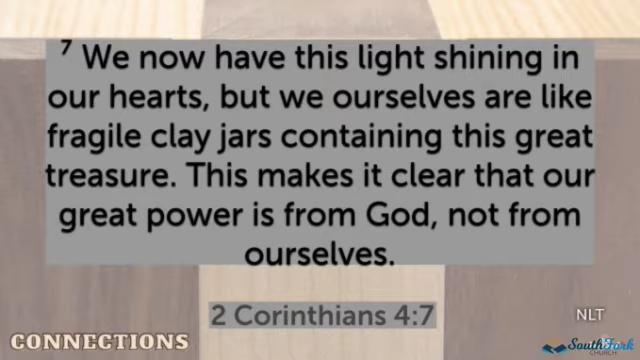 7 We now have this light shining in
our hearts, but we ourselves are like
fragile clay jars containing this great
treasure. This makes it clear that our
great power is from God, not from
ourselves.
2 Corinthians 4:7
NLT
CONNECTIONS
SouthFork
CHURCH